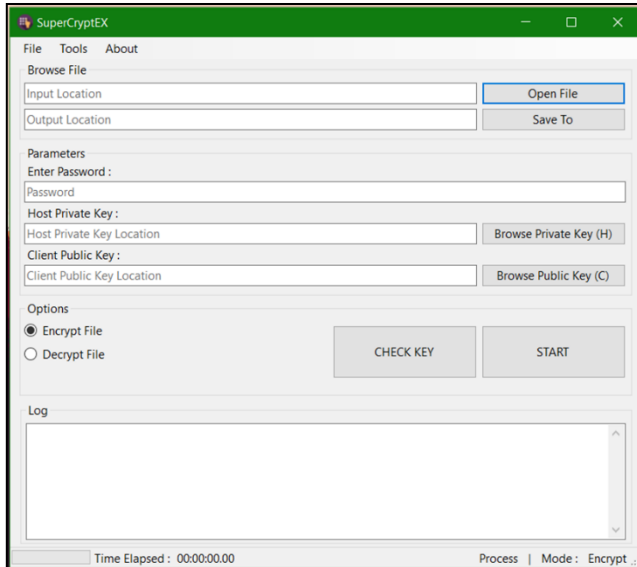 SuperCryptEX
File Tools About
Browse File
Input Location
Open File
Output Location
Save To
Parameters
Enter Password :
Password
Host Private Key :
Host Private Key Location
Browse Private Key (H)
Client Public Key :
Client Public Key Location
Browse Public Key (C)
Options
Encrypt File
Decrypt File
CHECK KEY
START
Log
Time Elapsed : 00:00:00.00
Process | Mode : Encrypt